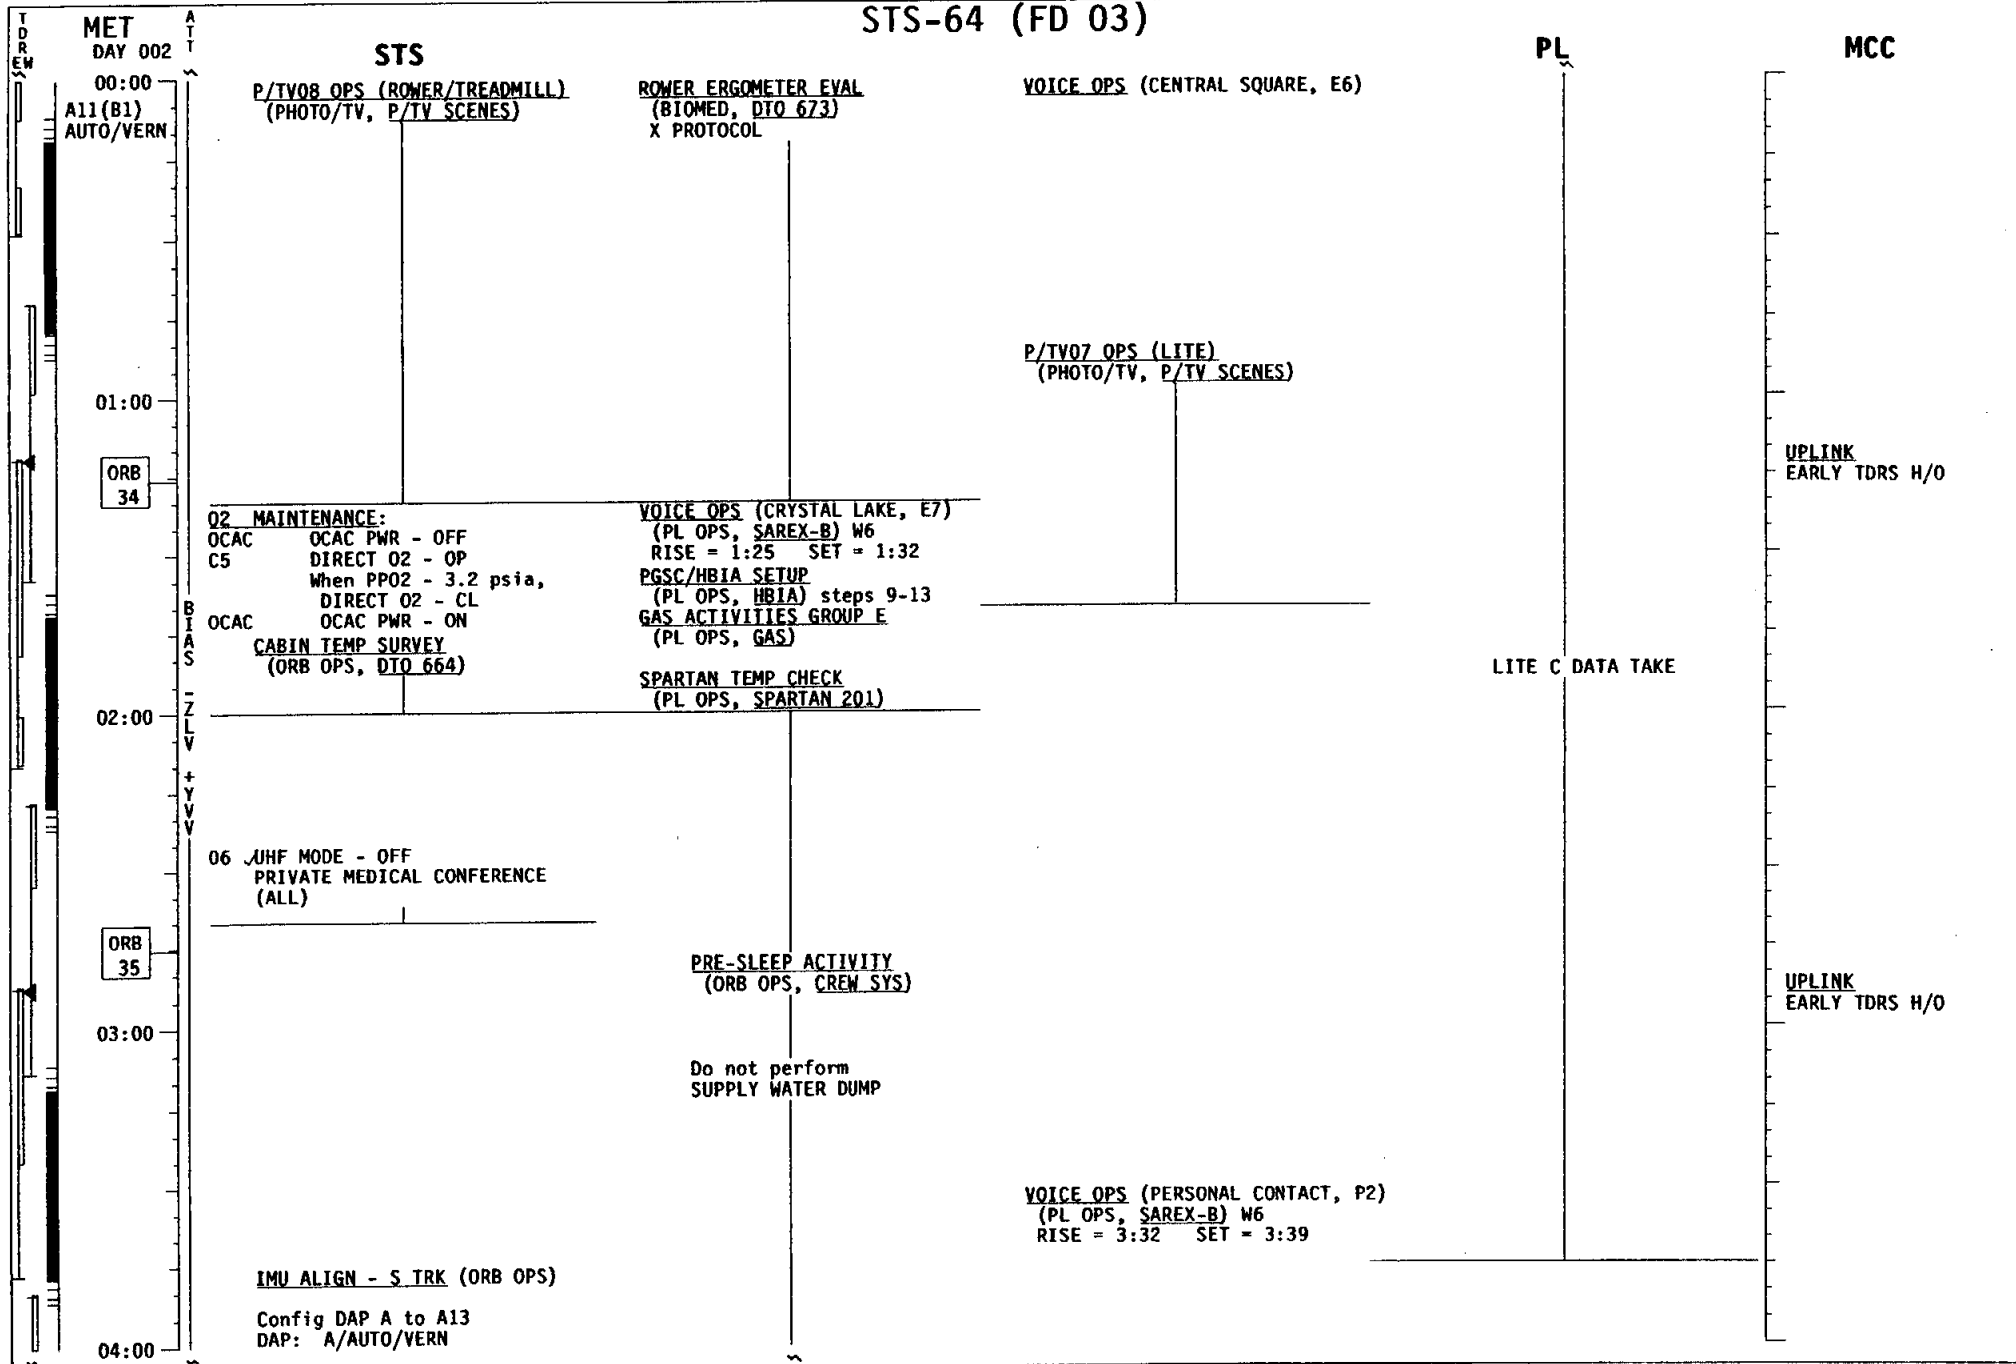 STS-64 (FD 03)
TDREW
MET
DAY 002
ATT
STS
PL
MCC
00:00
A11(B1)
AUTO/VERN
P/TV08 OPS (ROWER/TREADMILL)
(PHOTO/TV, P/TV SCENES)
ROWER ERGOMETER EVAL
(BIOMED, DTO 673)
X PROTOCOL
VOICE OPS (CENTRAL SQUARE, E6)
P/TV07 OPS (LITE)
(PHOTO/TV, P/TV SCENES)
01:00
ORB
34
UPLINK
EARLY TDRS H/O
O2 MAINTENANCE:
OCAC OCAC PWR - OFF
C5 DIRECT O2 - OP
When PPO2 - 3.2 psia,
DIRECT O2 - CL
OCAC OCAC PWR - ON
CABIN TEMP SURVEY
(ORB OPS, DTO 664)
VOICE OPS (CRYSTAL LAKE, E7)
(PL OPS, SAREX-B) W6
RISE = 1:25 SET = 1:32
PGSC/HBIA SETUP
(PL OPS, HBIA) steps 9-13
GAS ACTIVITIES GROUP E
(PL OPS, GAS)
SPARTAN TEMP CHECK
(PL OPS, SPARTAN 201)
BIAS -ZLV +YVV
LITE C DATA TAKE
02:00
06 √UHF MODE - OFF
PRIVATE MEDICAL CONFERENCE
(ALL)
ORB
35
PRE-SLEEP ACTIVITY
(ORB OPS, CREW SYS)
UPLINK
EARLY TDRS H/O
03:00
Do not perform
SUPPLY WATER DUMP
VOICE OPS (PERSONAL CONTACT, P2)
(PL OPS, SAREX-B) W6
RISE = 3:32 SET = 3:39
IMU ALIGN - S TRK (ORB OPS)
Config DAP A to A13
DAP: A/AUTO/VERN
04:00